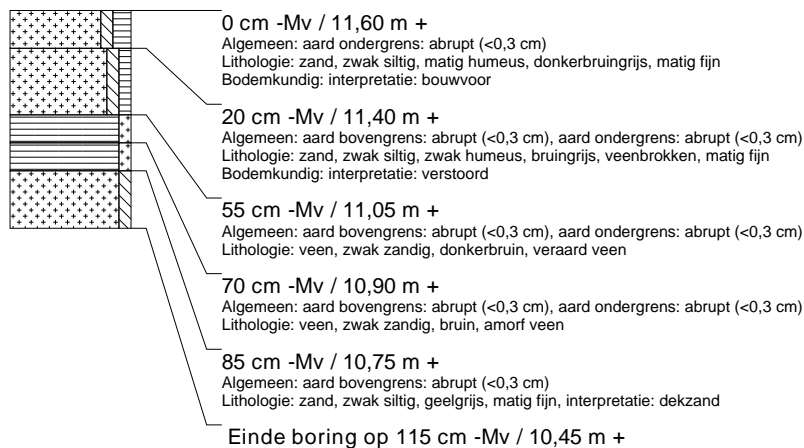 0 cm -Mv / 11,60 m +
Algemeen: aard ondergrens: abrupt (<0,3 cm)
Lithologie: zand, zwak siltig, matig humeus, donkerbruingrijs, matig fijn
Bodemkundig: interpretatie: bouwvoor
20 cm -Mv / 11,40 m +
Algemeen: aard bovengrens: abrupt (<0,3 cm), aard ondergrens: abrupt (<0,3 cm)
Lithologie: zand, zwak siltig, zwak humeus, bruingrijs, veenbrokken, matig fijn
Bodemkundig: interpretatie: verstoord
55 cm -Mv / 11,05 m +
Algemeen: aard bovengrens: abrupt (<0,3 cm), aard ondergrens: abrupt (<0,3 cm)
Lithologie: veen, zwak zandig, donkerbruin, veraard veen
70 cm -Mv / 10,90 m +
Algemeen: aard bovengrens: abrupt (<0,3 cm), aard ondergrens: abrupt (<0,3 cm)
Lithologie: veen, zwak zandig, bruin, amorf veen
85 cm -Mv / 10,75 m +
Algemeen: aard bovengrens: abrupt (<0,3 cm)
Lithologie: zand, zwak siltig, geelgrijs, matig fijn, interpretatie: dekzand
Einde boring op 115 cm -Mv / 10,45 m +